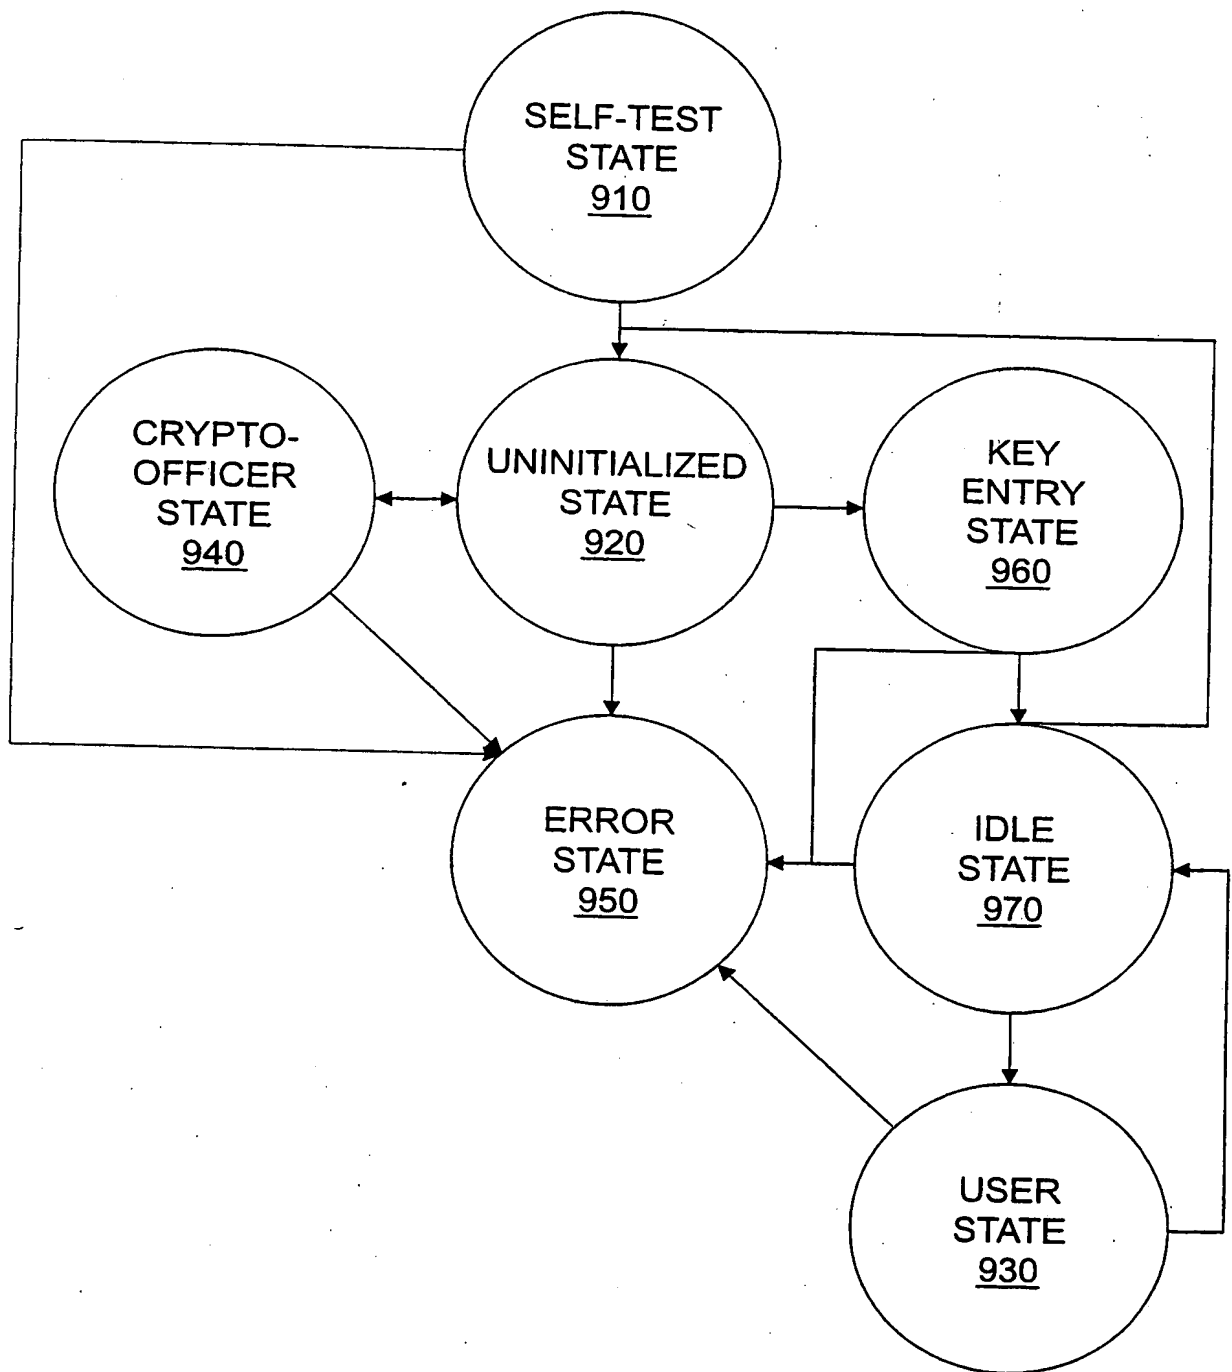 SELF-TEST
STATE
910
CRYPTO-
OFFICER
STATE
940
UNINITIALIZED
STATE
920
KEY
ENTRY
STATE
960
ERROR
STATE
950
IDLE
STATE
970
USER
STATE
930